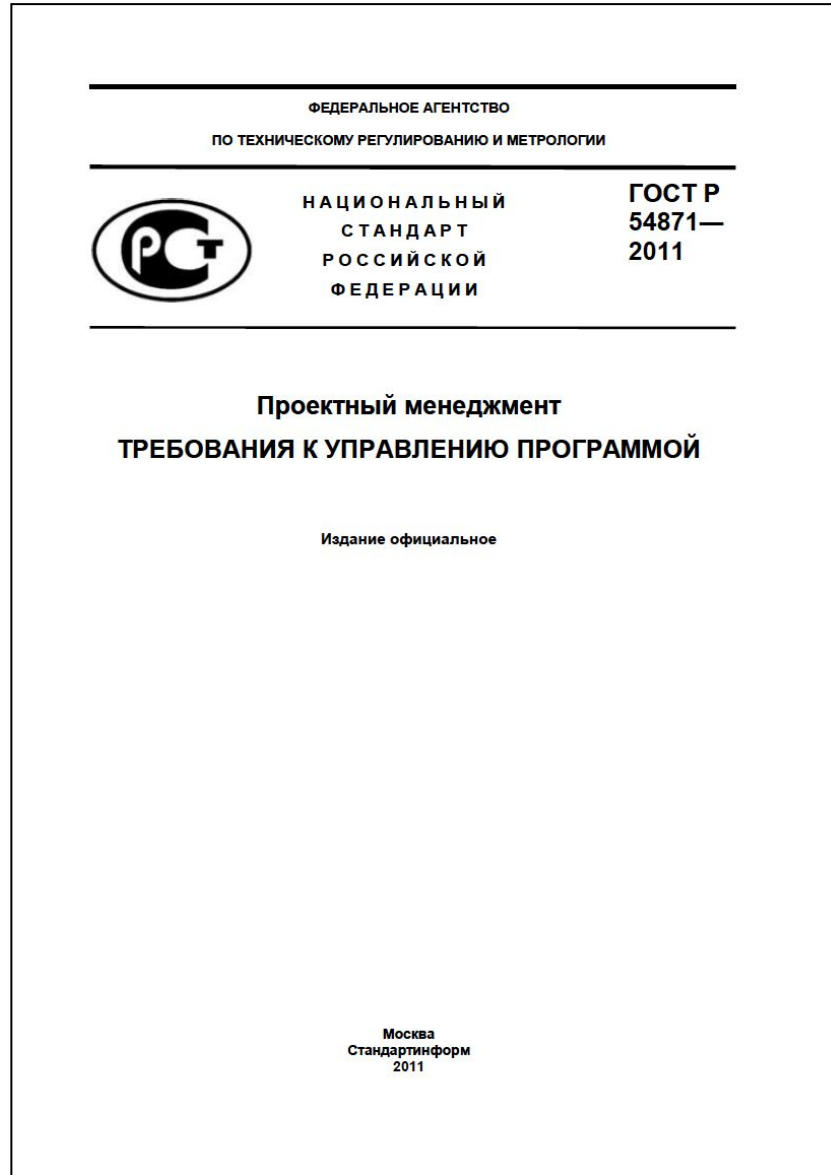 ФЕДЕРАЛЬНОЕ АГЕНТСТВО
ПО ТЕХНИЧЕСКОМУ РЕГУЛИРОВАНИЮ И МЕТРОЛОГИИ
РСТ
НАЦИОНАЛЬНЫЙ
СТАНДАРТ
РОССИЙСКОЙ
ФЕДЕРАЦИИ
ГОСТ Р
54871—
2011
Проектный менеджмент
ТРЕБОВАНИЯ К УПРАВЛЕНИЮ ПРОГРАММОЙ
Издание официальное
Москва
Стандартинформ
2011